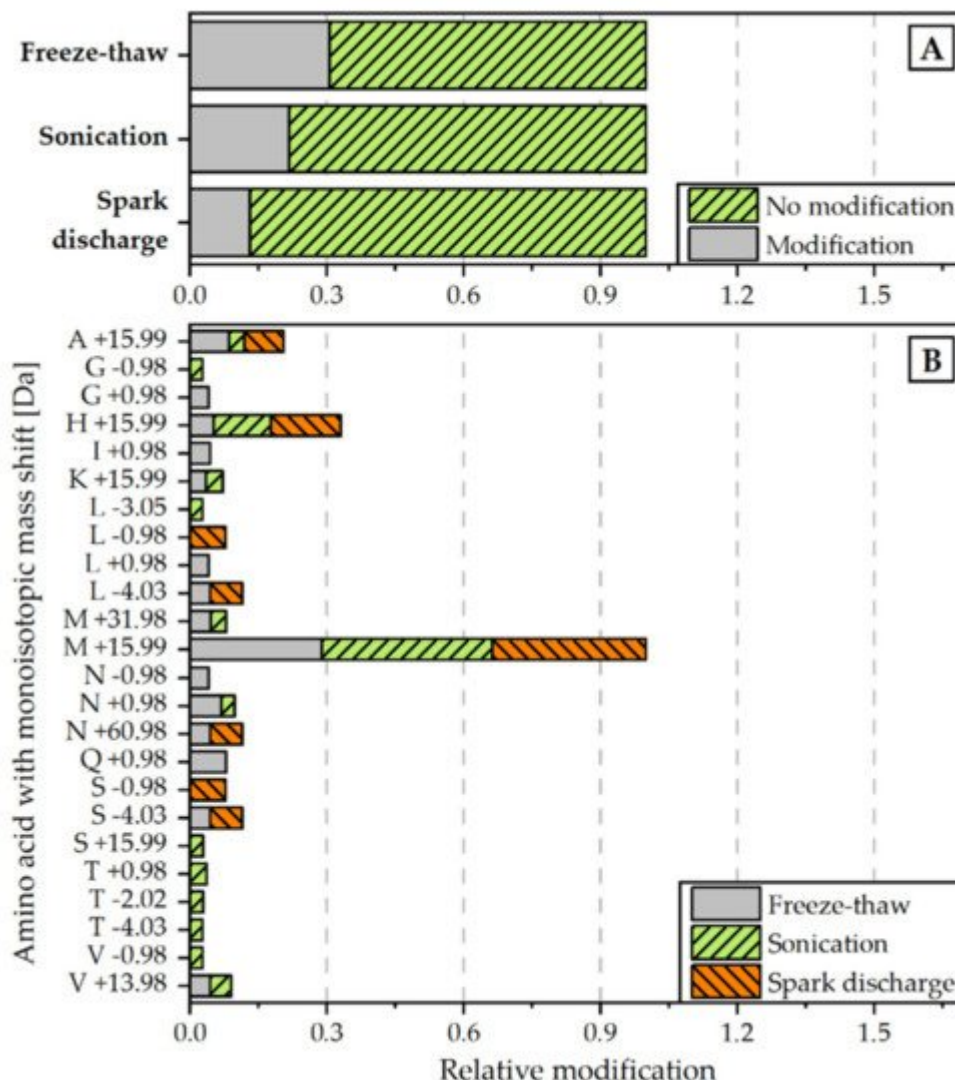 A
Freeze-thaw
Sonication
Spark
discharge
No modification
Modification
0.0 0.3 0.6 0.9 1.2 1.5
B
Amino acid with monoisotopic mass shift [Da]
A +15.99
G -0.98
G +0.98
H +15.99
I +0.98
K +15.99
L -3.05
L -0.98
L +0.98
L -4.03
M +31.98
M +15.99
N -0.98
N +0.98
N +60.98
Q +0.98
S -0.98
S -4.03
S +15.99
T +0.98
T -2.02
T -4.03
V -0.98
V +13.98
Freeze-thaw
Sonication
Spark discharge
0.0 0.3 0.6 0.9 1.2 1.5
Relative modification